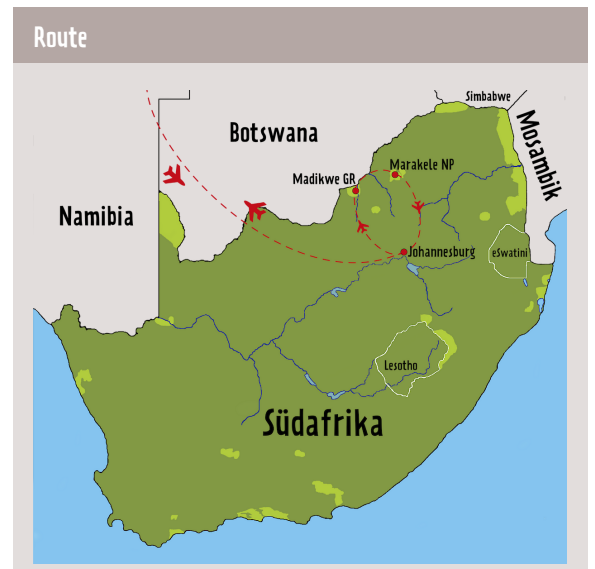 Route
Simbabwe
Botswana
Mosambik
Marakele NP
Madikwe GR
Namibia
Johannesburg
eSwatini
Lesotho
Südafrika